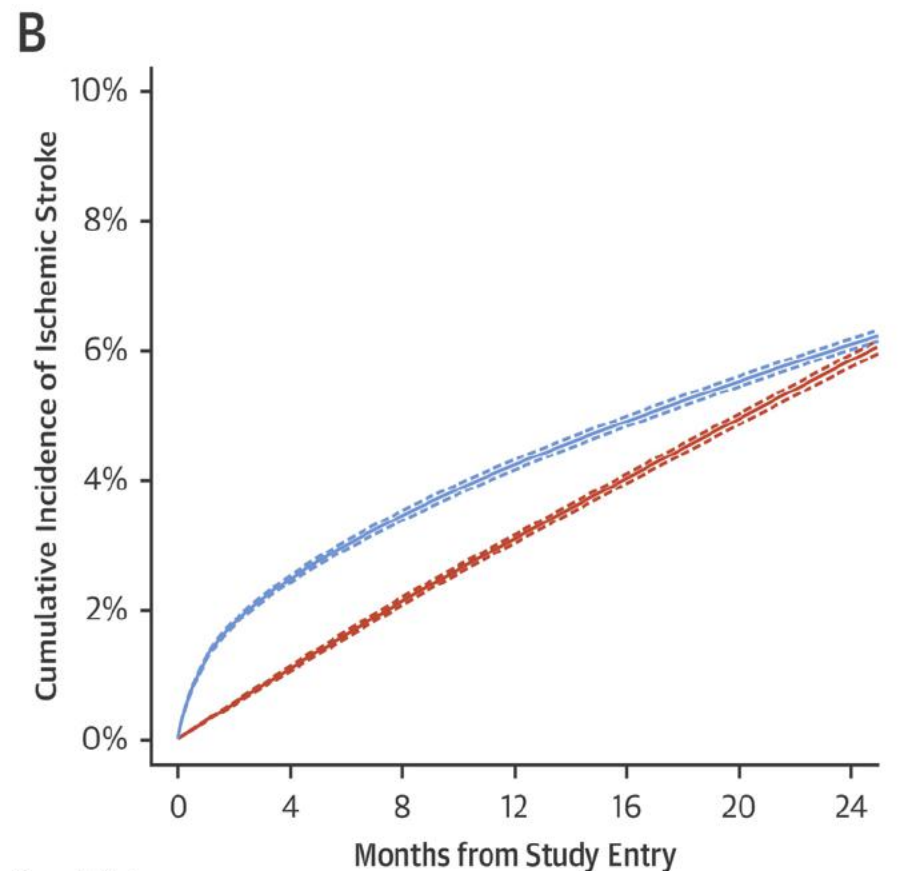 B
Cumulative Incidence of Ischemic Stroke
10%
8%
6%
4%
2%
0%
0 4 8 12 16 20 24
Months from Study Entry